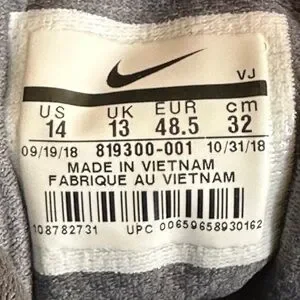 VJ
US UK EUR cm
14 13 48.5 32
09/19/18 819300-001 10/31/18
MADE IN VIETNAM
FABRIQUE AU VIETNAM
108782731 UPC 00659658930162